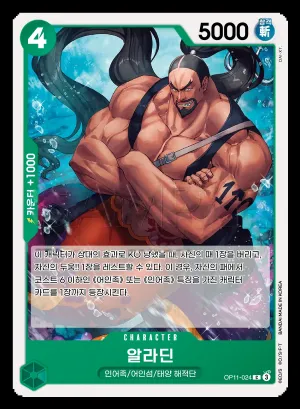 4
5000
참격
斬
카운터 +1000
이 캐릭터가 상대의 효과로 KO 당했을 때, 자신의 패 1장을 버리고,
자신의 두웅!! 1장을 레스트할 수 있다. 이 경우, 자신의 패에서
코스트 6 이하인 《어인족》 또는 《인어족》 특징을 가진 캐릭터
카드를 1장까지 등장시킨다.
CHARACTER
알라딘
인어족/어인섬/태양 해적단
OP11-024